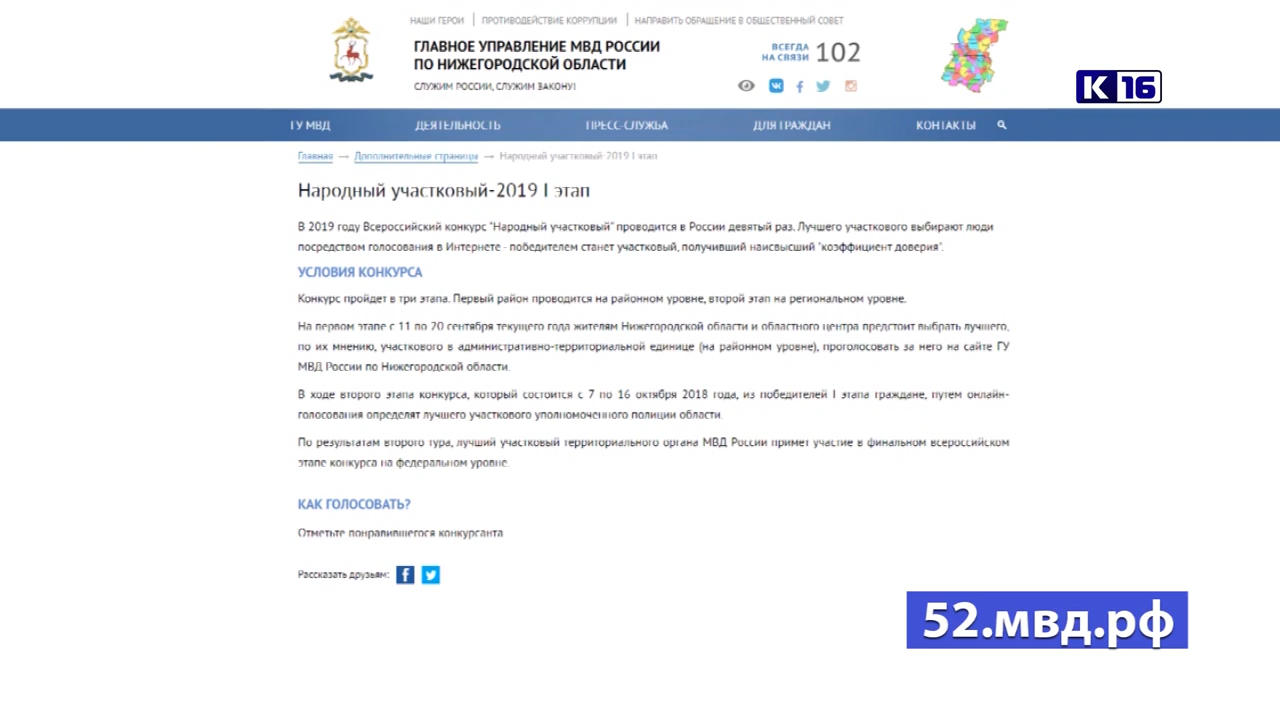 НАШИ ГЕРОИ | ПРОТИВОДЕЙСТВИЕ КОРРУПЦИИ | НАПРАВИТЬ ОБРАЩЕНИЕ В ОБЩЕСТВЕННЫЙ СОВЕТ
ГЛАВНОЕ УПРАВЛЕНИЕ МВД РОССИИ
ПО НИЖЕГОРОДСКОЙ ОБЛАСТИ
СЛУЖИМ РОССИИ, СЛУЖИМ ЗАКОНУ!
ВСЕГДА
НА СВЯЗИ 102
К 16
ГУ МВД ДЕЯТЕЛЬНОСТЬ ПРЕСС-СЛУЖБА ДЛЯ ГРАЖДАН КОНТАКТЫ
Главная → Дополнительные страницы → Народный участковый-2019 I этап
Народный участковый-2019 I этап
В 2019 году Всероссийский конкурс "Народный участковый" проводится в России девятый раз. Лучшего участкового выбирают люди
посредством голосования в Интернете - победителем станет участковый, получивший наисвысший "коэффициент доверия".
УСЛОВИЯ КОНКУРСА
Конкурс пройдет в три этапа. Первый район проводится на районном уровне, второй этап на региональном уровне.
На первом этапе с 11 по 20 сентября текущего года жителям Нижегородской области и областного центра предстоит выбрать лучшего,
по их мнению, участкового в административно-территориальной единице (на районном уровне), проголосовать за него на сайте ГУ
МВД России по Нижегородской области.
В ходе второго этапа конкурса, который состоится с 7 по 16 октября 2018 года, из победителей I этапа граждане, путем онлайн-
голосования определят лучшего участкового уполномоченного полиции области.
По результатам второго тура, лучший участковый территориального органа МВД России примет участие в финальном всероссийском
этапе конкурса на федеральном уровне.
КАК ГОЛОСОВАТЬ?
Отметьте понравившегося конкурсанта
Рассказать друзьям:
52.мвд.рф